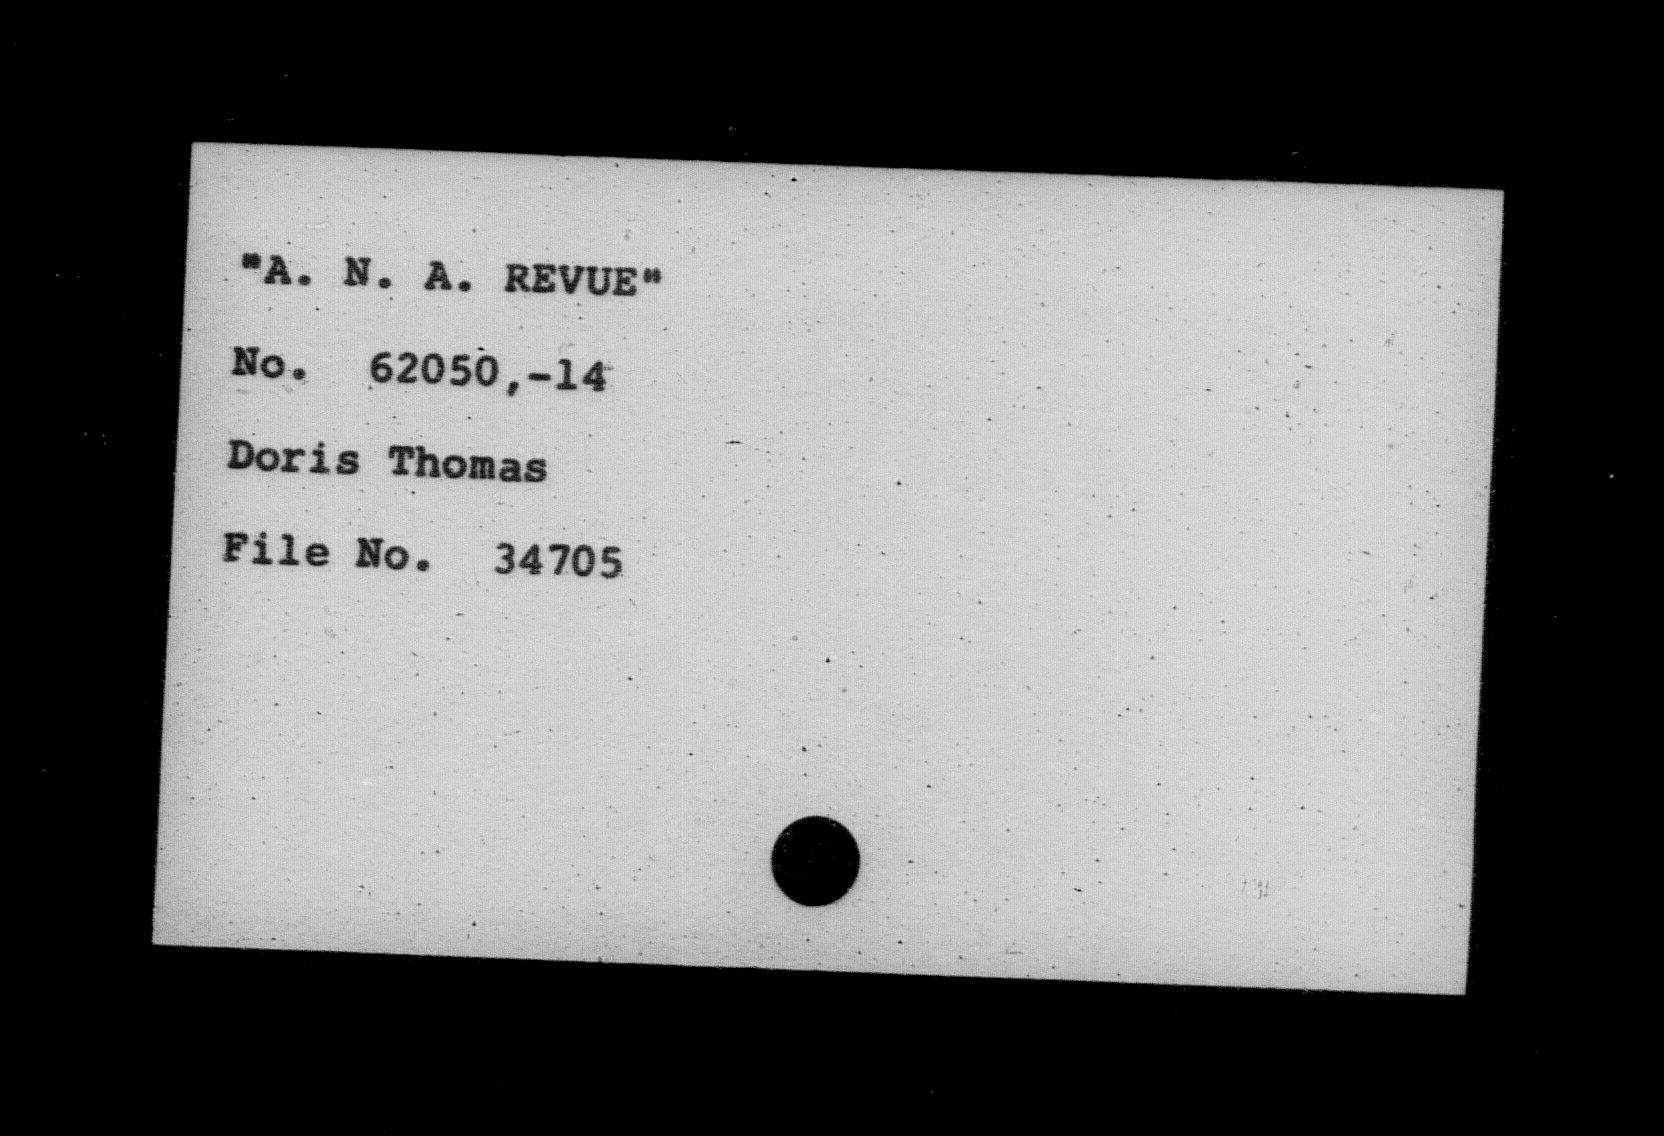 "A. N. A. REVUE"
No. 62050,-14
Doris Thomas
File No. 34705